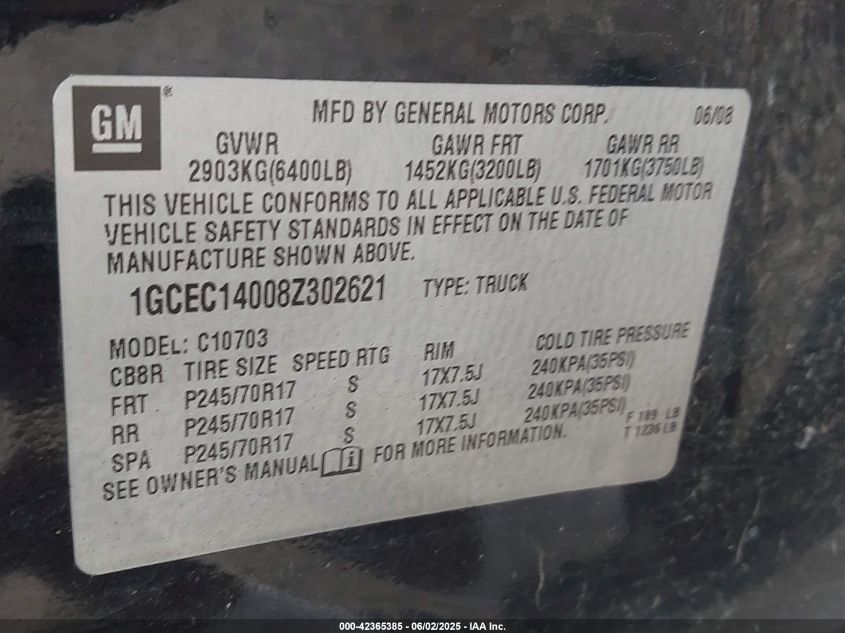 GM ®
MFD BY GENERAL MOTORS CORP. 06/08
GVWR GAWR FRT GAWR RR
2903KG(6400LB) 1452KG(3200LB) 1701KG(3750LB)
THIS VEHICLE CONFORMS TO ALL APPLICABLE U.S. FEDERAL MOTOR
VEHICLE SAFETY STANDARDS IN EFFECT ON THE DATE OF
MANUFACTURE SHOWN ABOVE.
1GCEC14008Z302621 TYPE: TRUCK
MODEL: C10703
CB8R TIRE SIZE SPEED RTG RIM COLD TIRE PRESSURE
FRT P245/70R17 S 17X7.5J 240KPA(35PSI)
RR P245/70R17 S 17X7.5J 240KPA(35PSI)
SPA P245/70R17 S 17X7.5J 240KPA(35PSI)
SEE OWNER'S MANUAL i FOR MORE INFORMATION.
F 189 LB
T 1236 LB
000-42365385 - 06/02/2025 - IAA Inc.